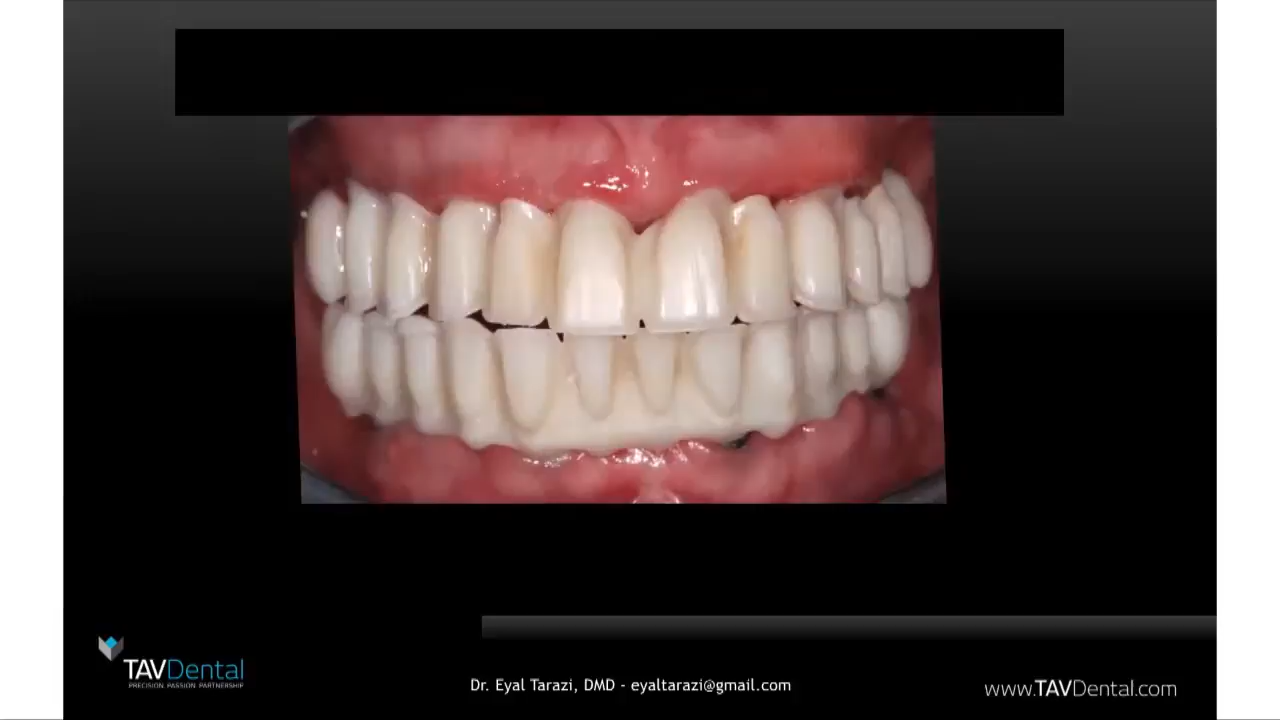 TAVDental
PRECISION PASSION PARTNERSHIP
Dr. Eyal Tarazi, DMD - eyaltarazi@gmail.com
www.TAVDental.com